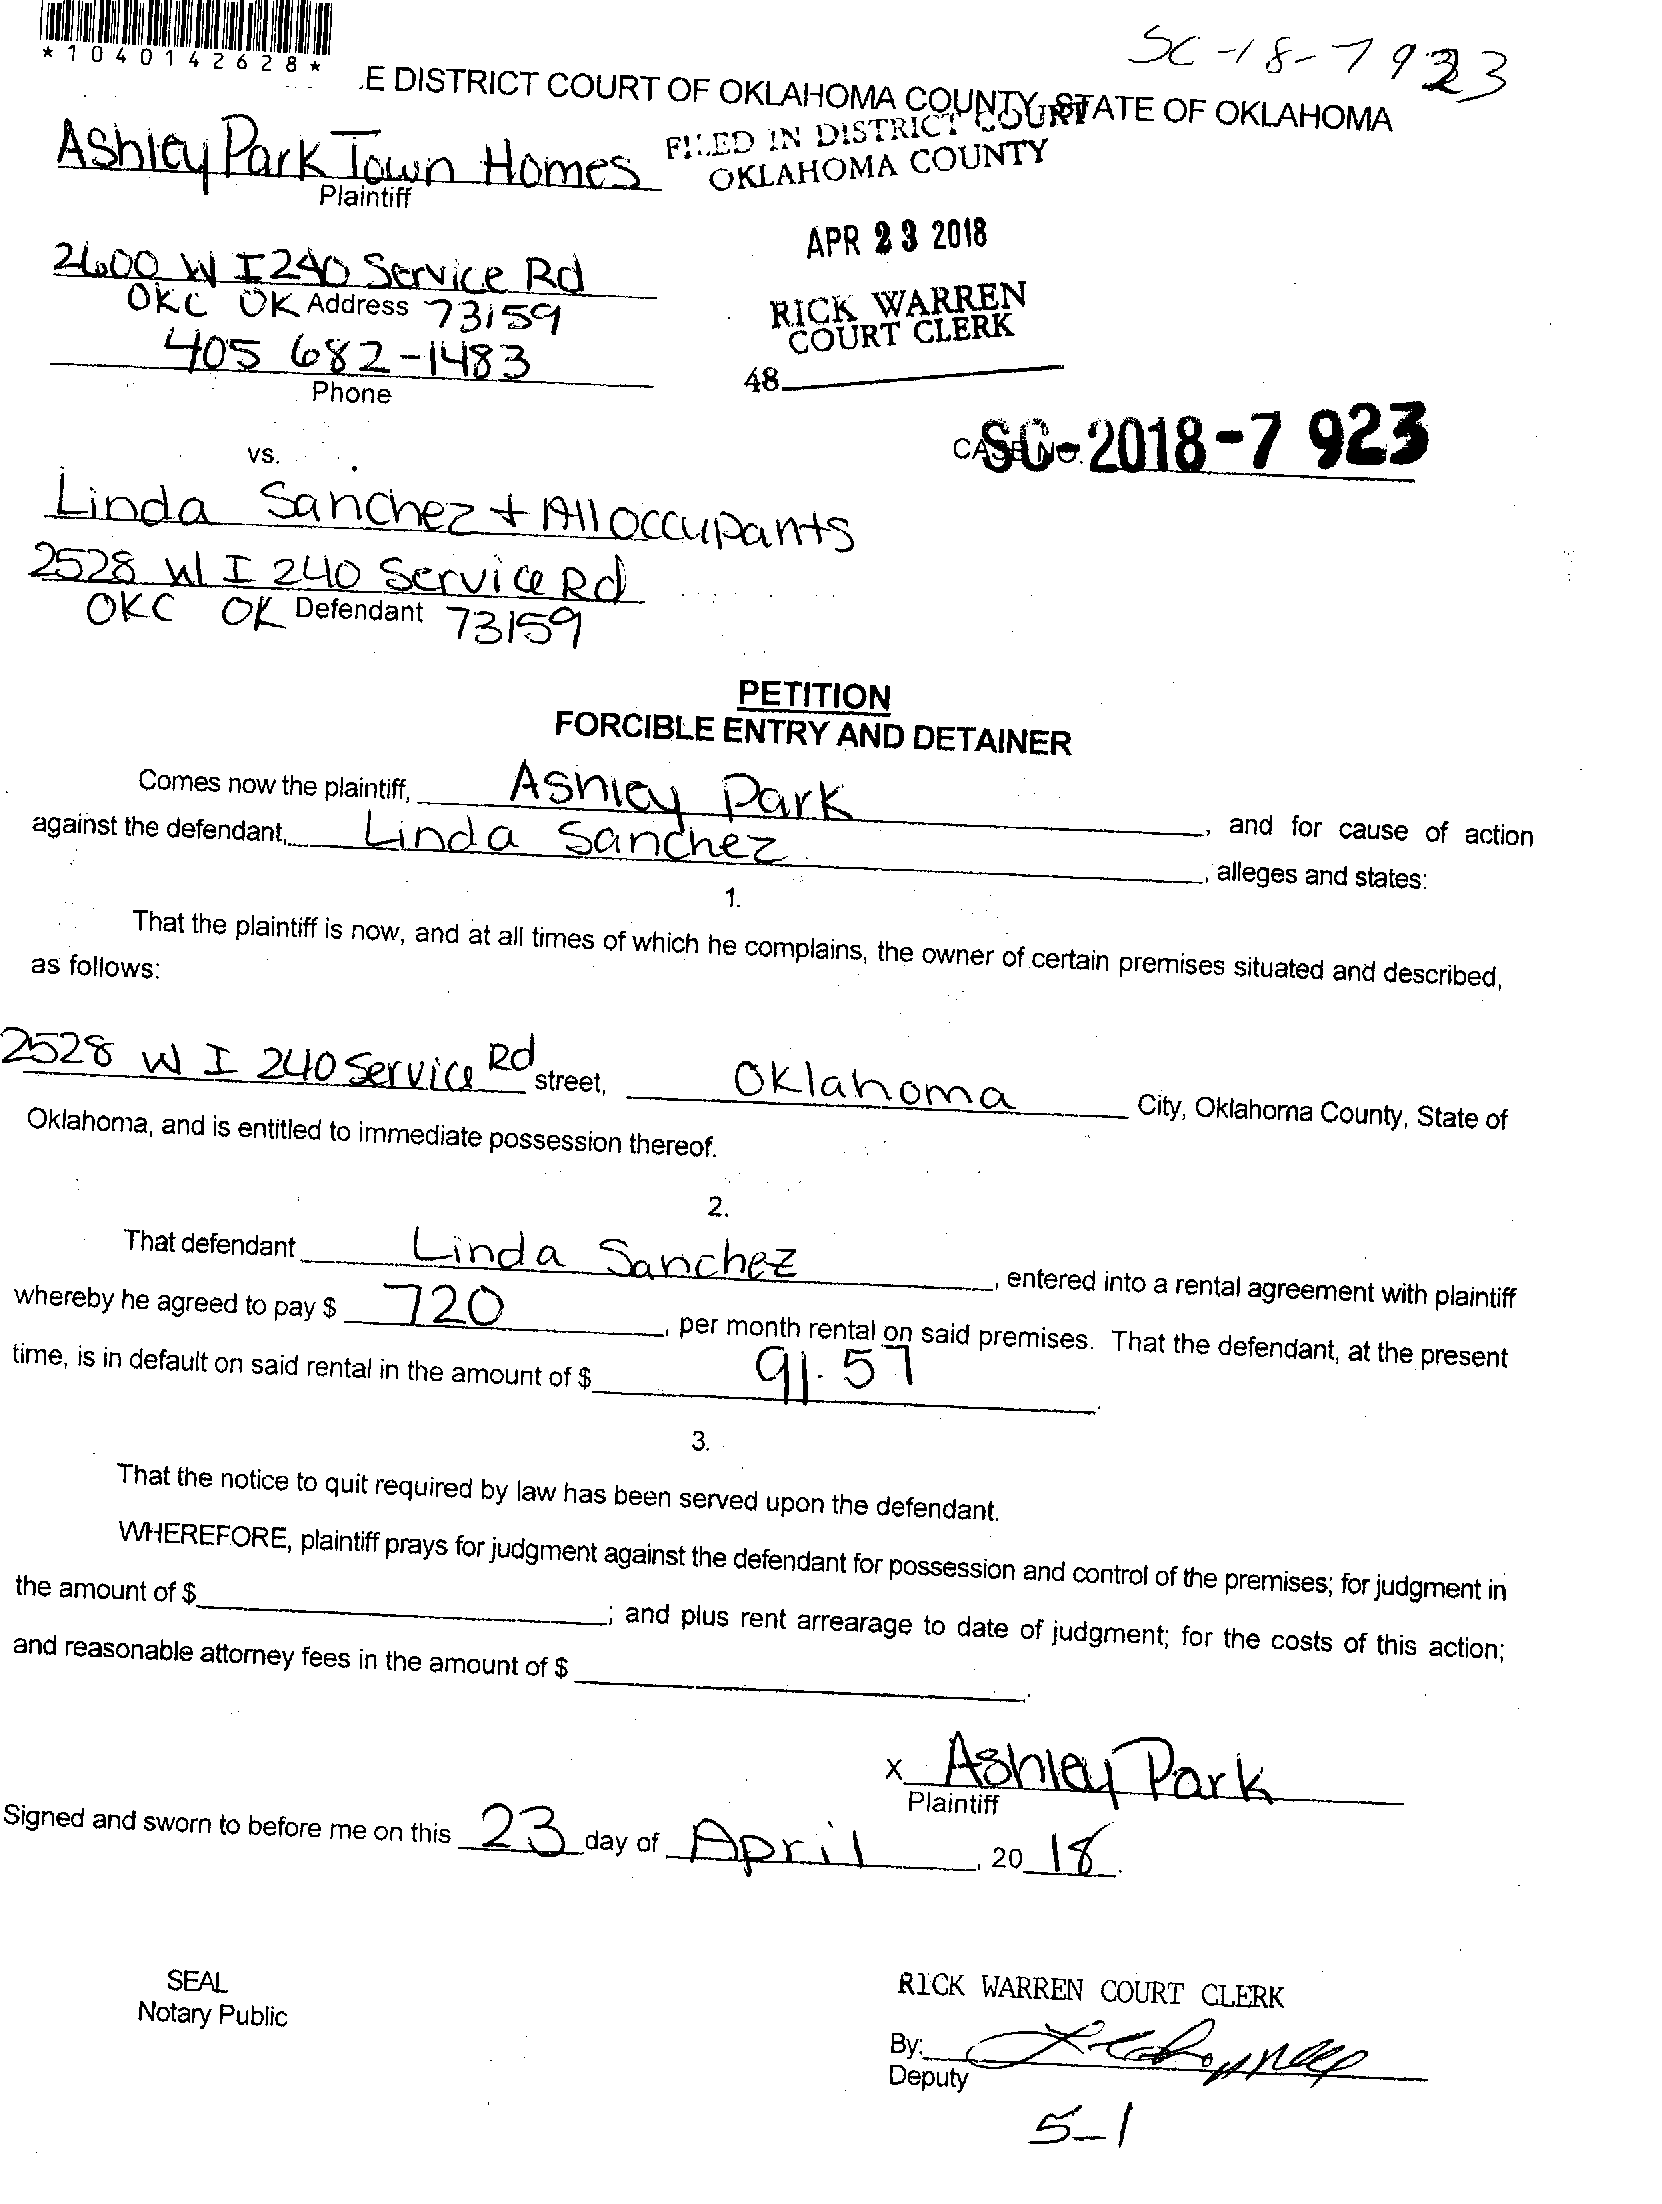 *1040142628*
SC-18-7923
.E DISTRICT COURT OF OKLAHOMA COUNTY, STATE OF OKLAHOMA
FILED IN DISTRICT COURT
OKLAHOMA COUNTY
Ashley Park Town Homes
Plaintiff
APR 23 2018
2600 W I 240 Service Rd
OKC OK Address 73159
RICK WARREN
COURT CLERK
405 682-1483
Phone
48
CASE NO. SC-2018-7923
vs.
Linda Sanchez + All occupants
2528 W I 240 Service Rd
OKC OK Defendant 73159
PETITION
FORCIBLE ENTRY AND DETAINER
Comes now the plaintiff, Ashley Park, and for cause of action
against the defendant, Linda Sanchez, alleges and states:
1.
That the plaintiff is now, and at all times of which he complains, the owner of certain premises situated and described,
as follows:
2528 W I 240 Service Rd street, Oklahoma City, Oklahoma County, State of
Oklahoma, and is entitled to immediate possession thereof.
2.
That defendant Linda Sanchez, entered into a rental agreement with plaintiff
whereby he agreed to pay $ 720, per month rental on said premises. That the defendant, at the present
time, is in default on said rental in the amount of $ 91.57.
3.
That the notice to quit required by law has been served upon the defendant.
WHEREFORE, plaintiff prays for judgment against the defendant for possession and control of the premises; for judgment in
the amount of $ ; and plus rent arrearage to date of judgment; for the costs of this action;
and reasonable attorney fees in the amount of $ .
x Ashley Park
Plaintiff
Signed and sworn to before me on this 23 day of April, 20 18.
SEAL
Notary Public
RICK WARREN COURT CLERK
By:
Deputy
5-1